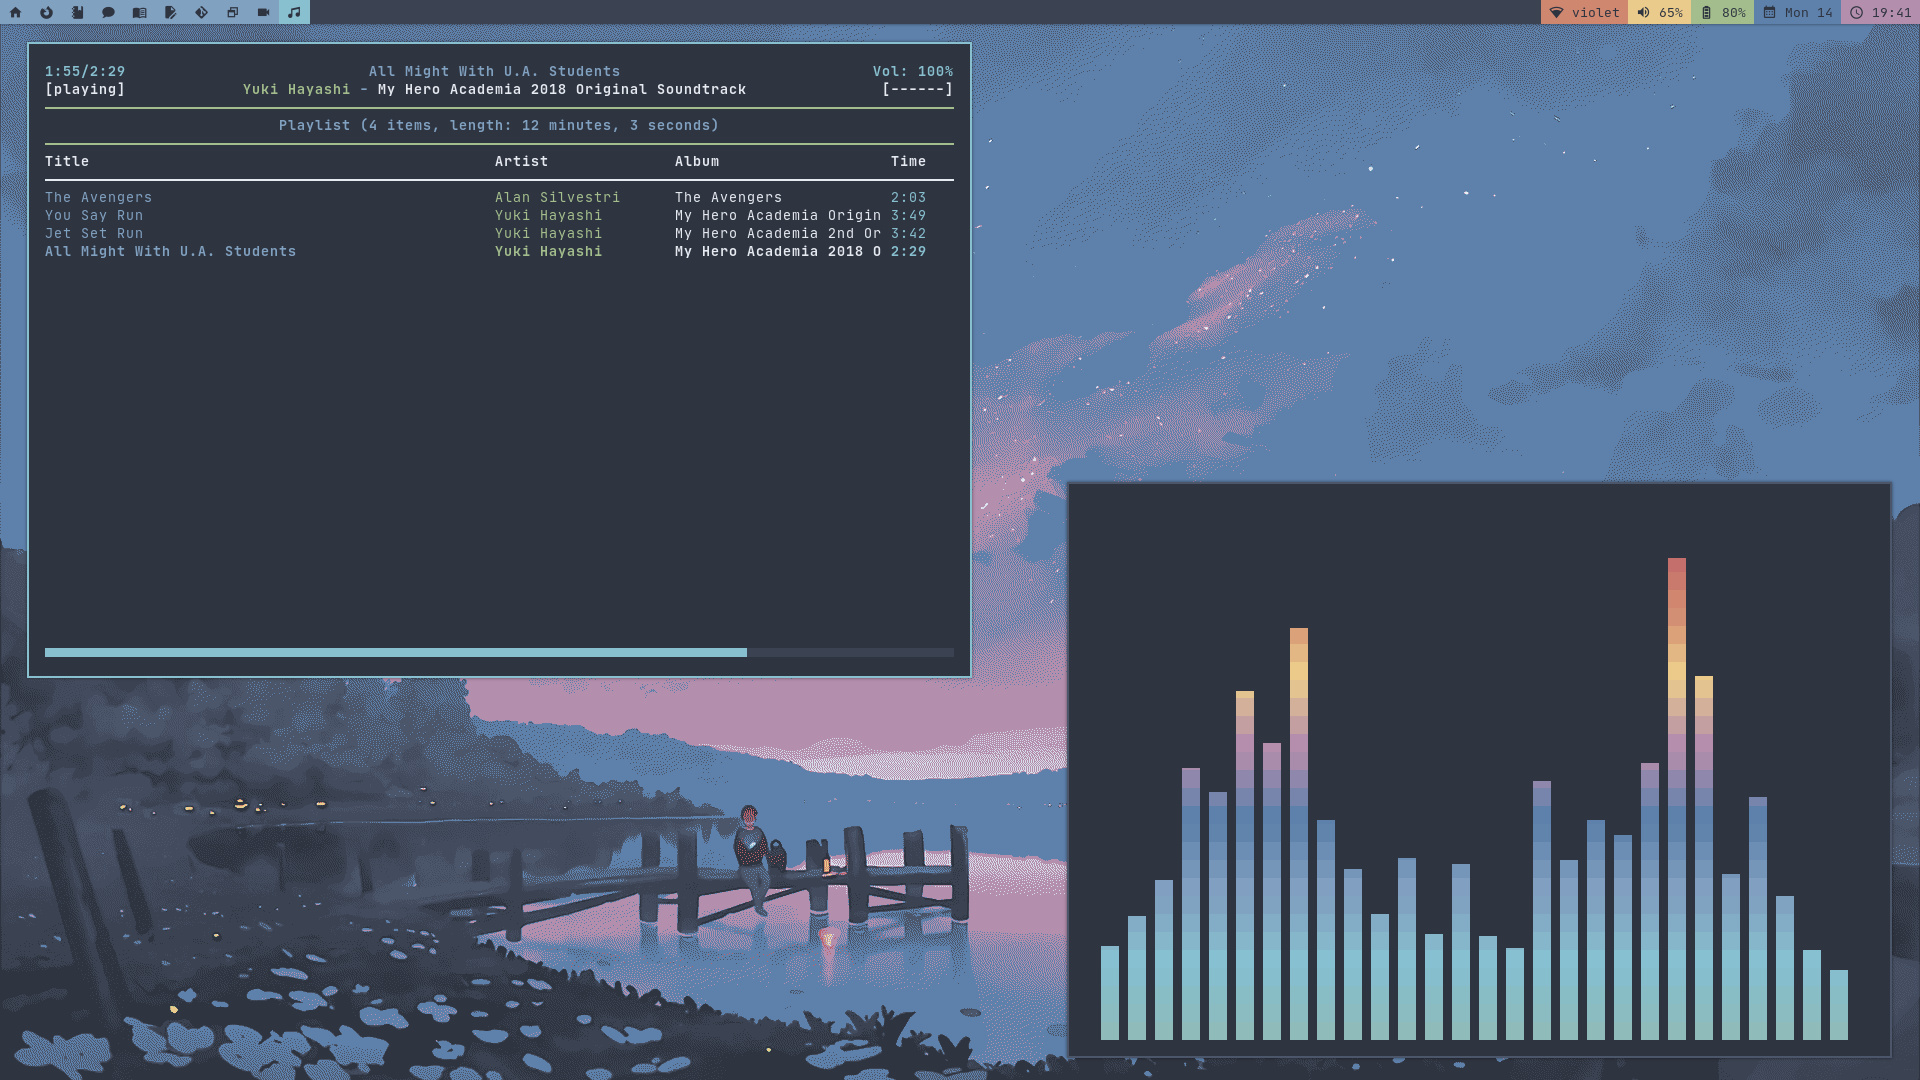 violet 65% 80% Mon 14 19:41
1:55/2:29 All Might With U.A. Students Vol: 100%
[playing] Yuki Hayashi - My Hero Academia 2018 Original Soundtrack [------]
Playlist (4 items, length: 12 minutes, 3 seconds)
Title Artist Album Time
The Avengers Alan Silvestri The Avengers 2:03
You Say Run Yuki Hayashi My Hero Academia Origin 3:49
Jet Set Run Yuki Hayashi My Hero Academia 2nd Or 3:42
All Might With U.A. Students Yuki Hayashi My Hero Academia 2018 O 2:29